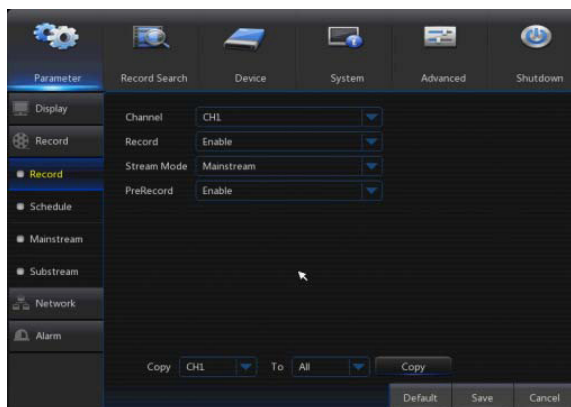 Parameter Record Search Device System Advanced Shutdown
Display
Record
Record
Schedule
Mainstream
Substream
Network
Alarm
Channel CH1
Record Enable
Stream Mode Mainstream
PreRecord Enable
Copy CH1 To All Copy
Default Save Cancel